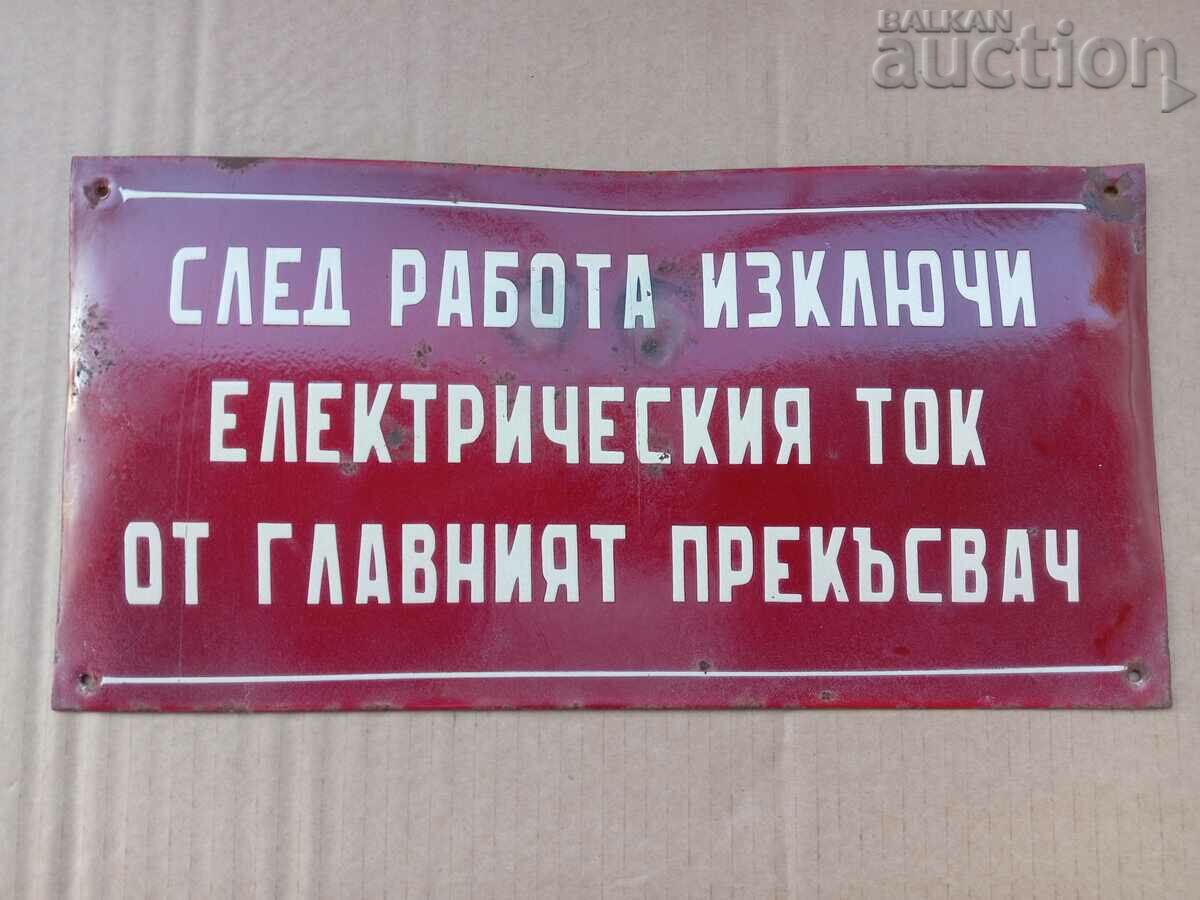 BALKAN
auction
СЛЕД РАБОТА ИЗКЛЮЧИ
ЕЛЕКТРИЧЕСКИЯ ТОК
ОТ ГЛАВНИЯТ ПРЕКЪСВАЧ